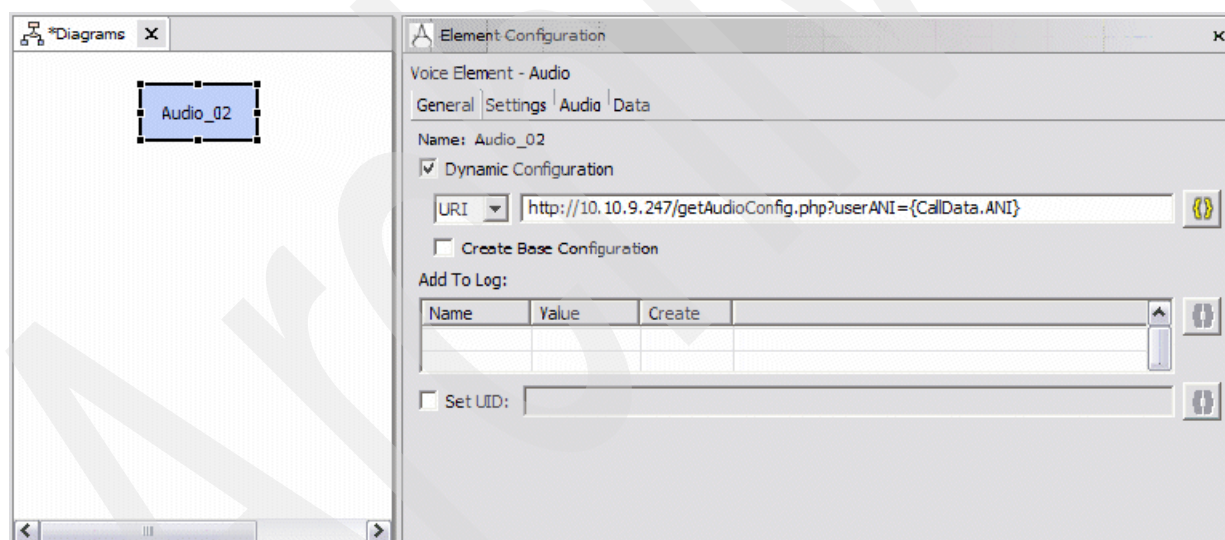 *Diagrams X
Audio_02
Element Configuration
Voice Element - Audio
General Settings Audio Data
Name: Audio_02
Dynamic Configuration
URI http://10.10.9.247/getAudioConfig.php?userANI={CallData.ANI}
Create Base Configuration
Add To Log:
Name Value Create
Set UID: